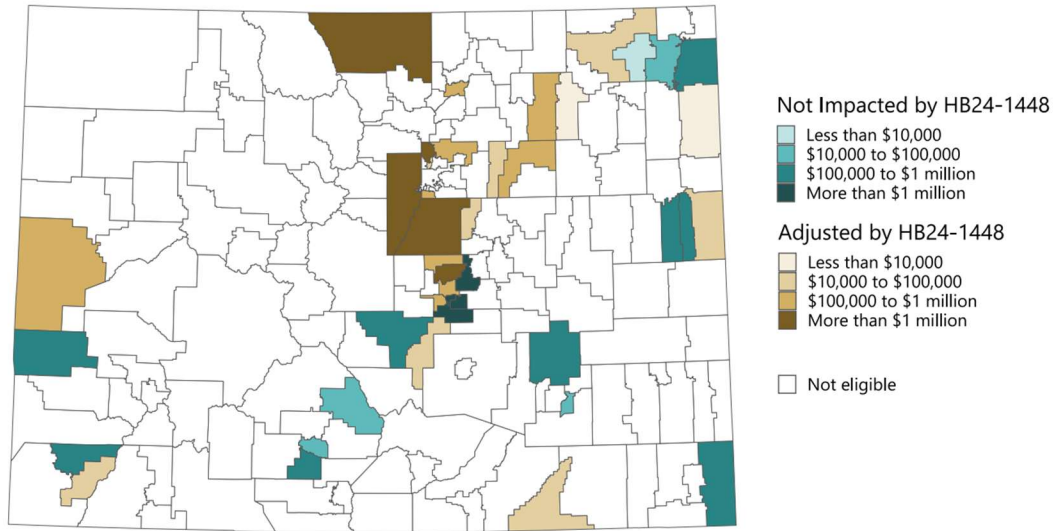 Not Impacted by HB24-1448
Less than $10,000
$10,000 to $100,000
$100,000 to $1 million
More than $1 million
Adjusted by HB24-1448
Less than $10,000
$10,000 to $100,000
$100,000 to $1 million
More than $1 million
Not eligible